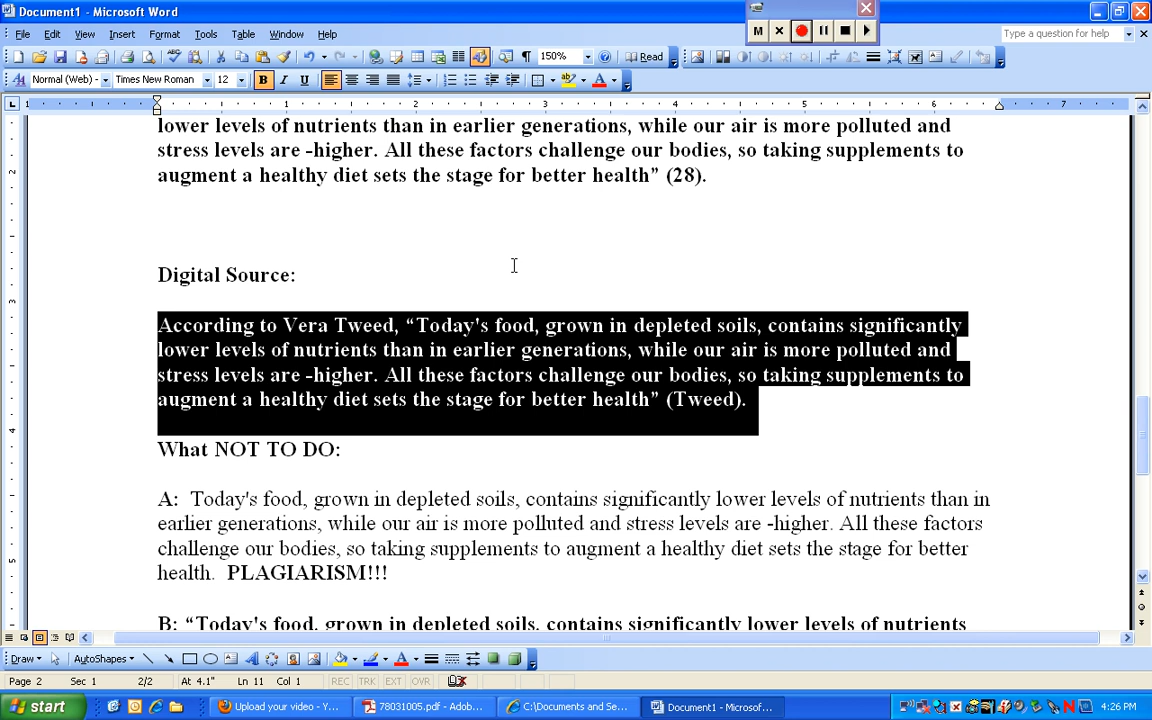 Document1 - Microsoft Word
File Edit View Insert Format Tools Table Window Help
Type a question for help
150% Read
Normal (Web) Times New Roman 12 B I U
1 1 2 3 4 5 6 7
lower levels of nutrients than in earlier generations, while our air is more polluted and
stress levels are -higher. All these factors challenge our bodies, so taking supplements to
augment a healthy diet sets the stage for better health” (28).
Digital Source:
According to Vera Tweed, “Today's food, grown in depleted soils, contains significantly
lower levels of nutrients than in earlier generations, while our air is more polluted and
stress levels are -higher. All these factors challenge our bodies, so taking supplements to
augment a healthy diet sets the stage for better health” (Tweed).
What NOT TO DO:
A: Today's food, grown in depleted soils, contains significantly lower levels of nutrients than in
earlier generations, while our air is more polluted and stress levels are -higher. All these factors
challenge our bodies, so taking supplements to augment a healthy diet sets the stage for better
health. PLAGIARISM!!!
B: “Today's food, grown in depleted soils, contains significantly lower levels of nutrients
Draw AutoShapes
Page 2 Sec 1 2/2 At 4.1" Ln 11 Col 1 REC TRK EXT OVR
start Upload your video - Y... 78031005.pdf - Adob... C:\Documents and Se... Document1 - Microsof... 4:26 PM